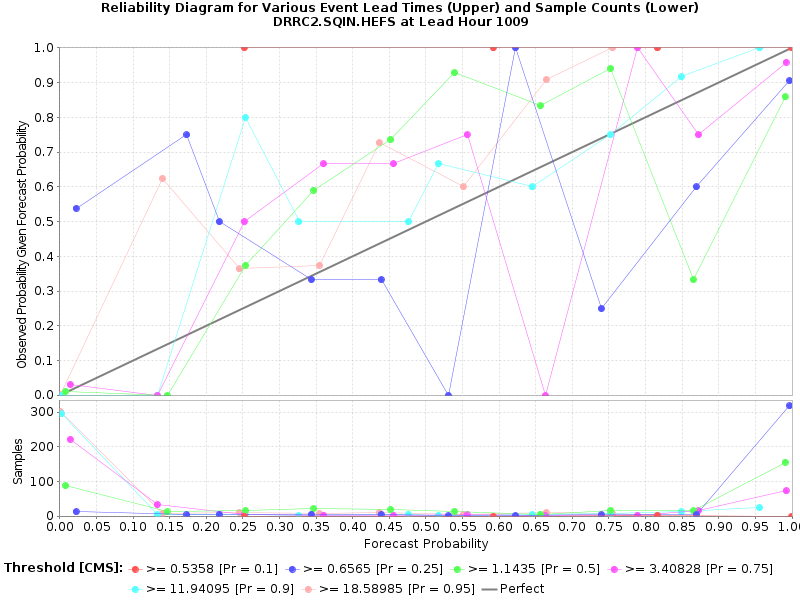 Reliability Diagram for Various Event Lead Times (Upper) and Sample Counts (Lower)
DRRC2.SQIN.HEFS at Lead Hour 1009
Observed Probability Given Forecast Probability
1.0
0.9
0.8
0.7
0.6
0.5
0.4
0.3
0.2
0.1
0.0
Samples
300
200
100
0
0.00 0.05 0.10 0.15 0.20 0.25 0.30 0.35 0.40 0.45 0.50 0.55 0.60 0.65 0.70 0.75 0.80 0.85 0.90 0.95 1.0
Forecast Probability
Threshold [CMS]: >= 0.5358 [Pr = 0.1] >= 0.6565 [Pr = 0.25] >= 1.1435 [Pr = 0.5] >= 3.40828 [Pr = 0.75]
>= 11.94095 [Pr = 0.9] >= 18.58985 [Pr = 0.95] Perfect